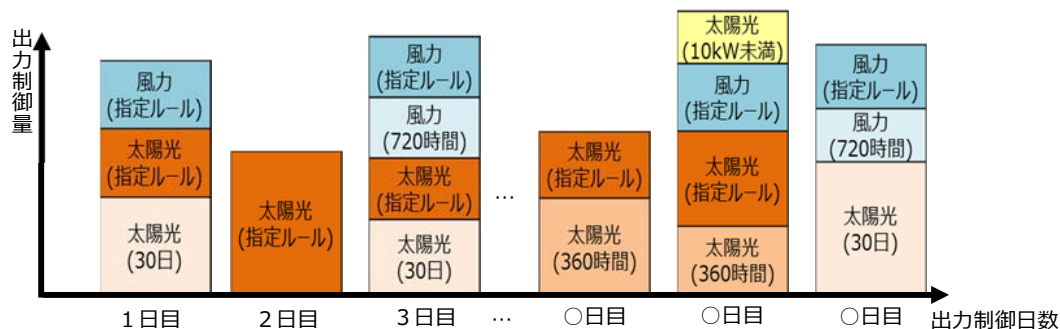 出力制御量
風力
(指定ルール)
太陽光
(指定ルール)
太陽光
(30日)
太陽光
(指定ルール)
風力
(指定ルール)
風力
(720時間)
太陽光
(指定ルール)
太陽光
(30日)
…
太陽光
(指定ルール)
太陽光
(360時間)
太陽光
(10kW未満)
風力
(指定ルール)
太陽光
(指定ルール)
太陽光
(360時間)
風力
(指定ルール)
風力
(720時間)
太陽光
(30日)
1日目
2日目
3日目
…
〇日目
〇日目
〇日目
出力制御日数